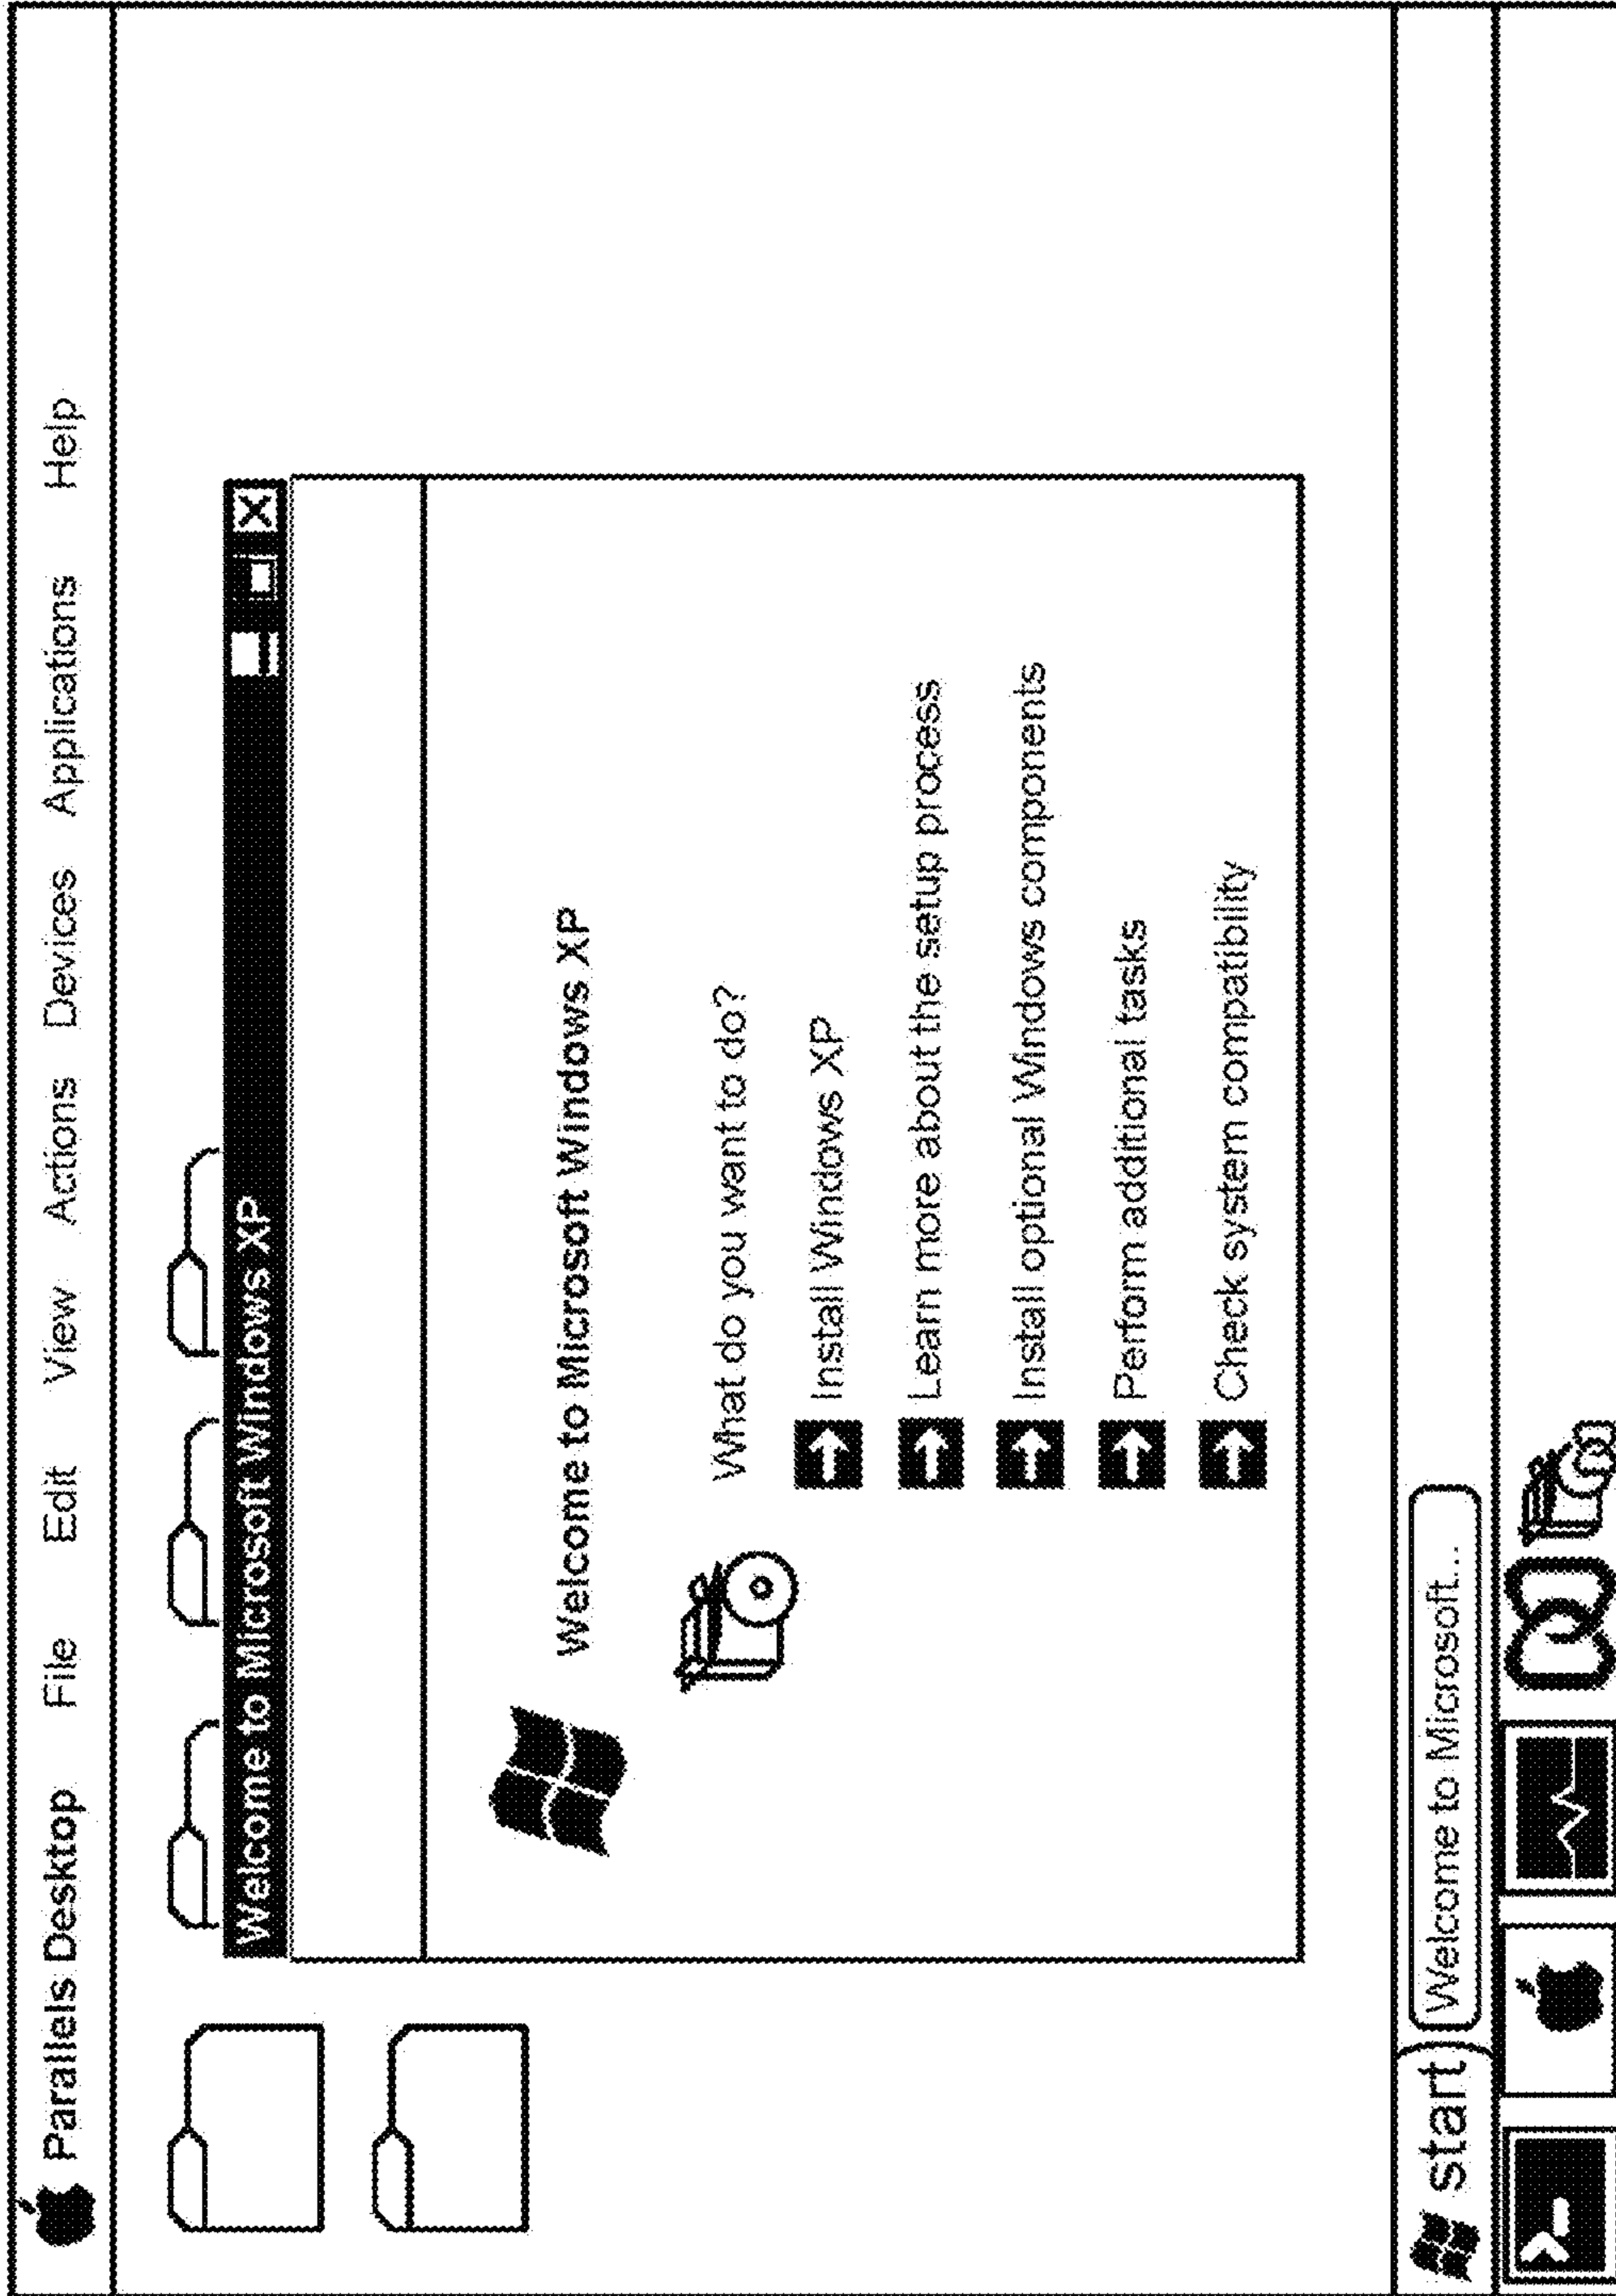 Parallels Desktop File Edit View Actions Devices Applications Help
Welcome to Microsoft Windows XP
Welcome to Microsoft Windows XP
What do you want to do?
Install Windows XP
Learn more about the setup process
Install optional Windows components
Perform additional tasks
Check system compatibility
start Welcome to Microsoft...